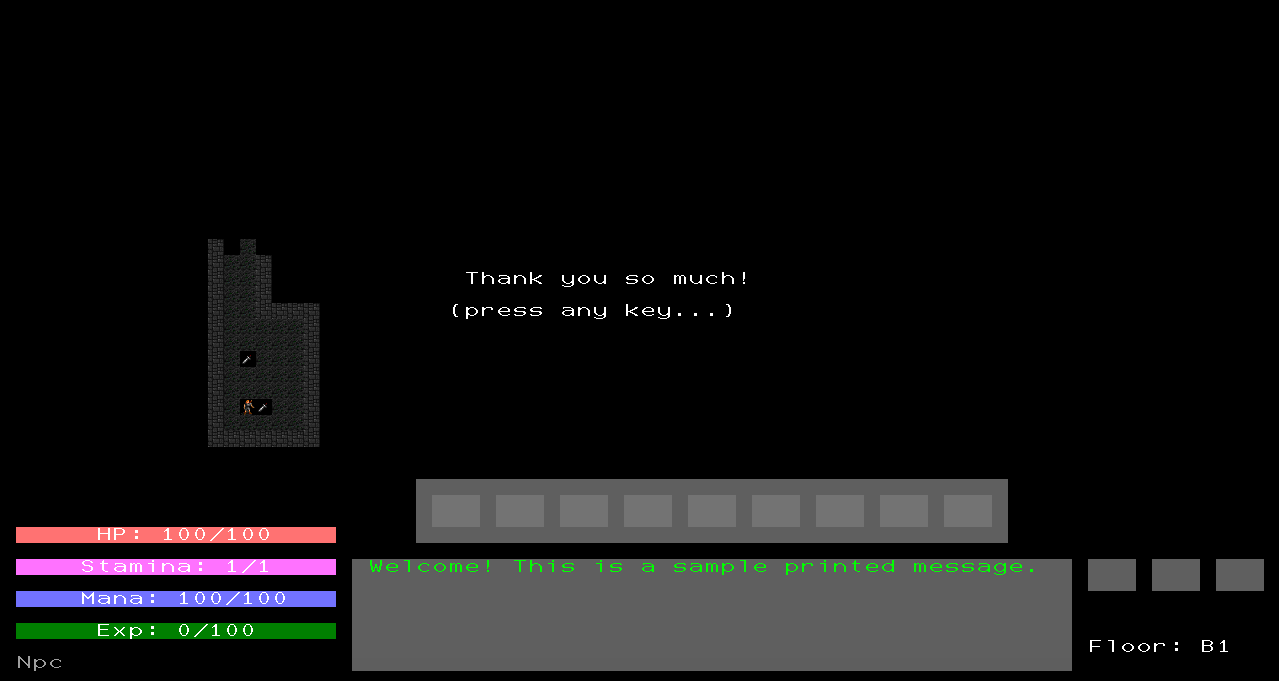 Thank you so much!
(press any key...)
HP: 100/100
Stamina: 1/1
Mana: 100/100
Exp: 0/100
Npc
Welcome! This is a sample printed message.
Floor: B1